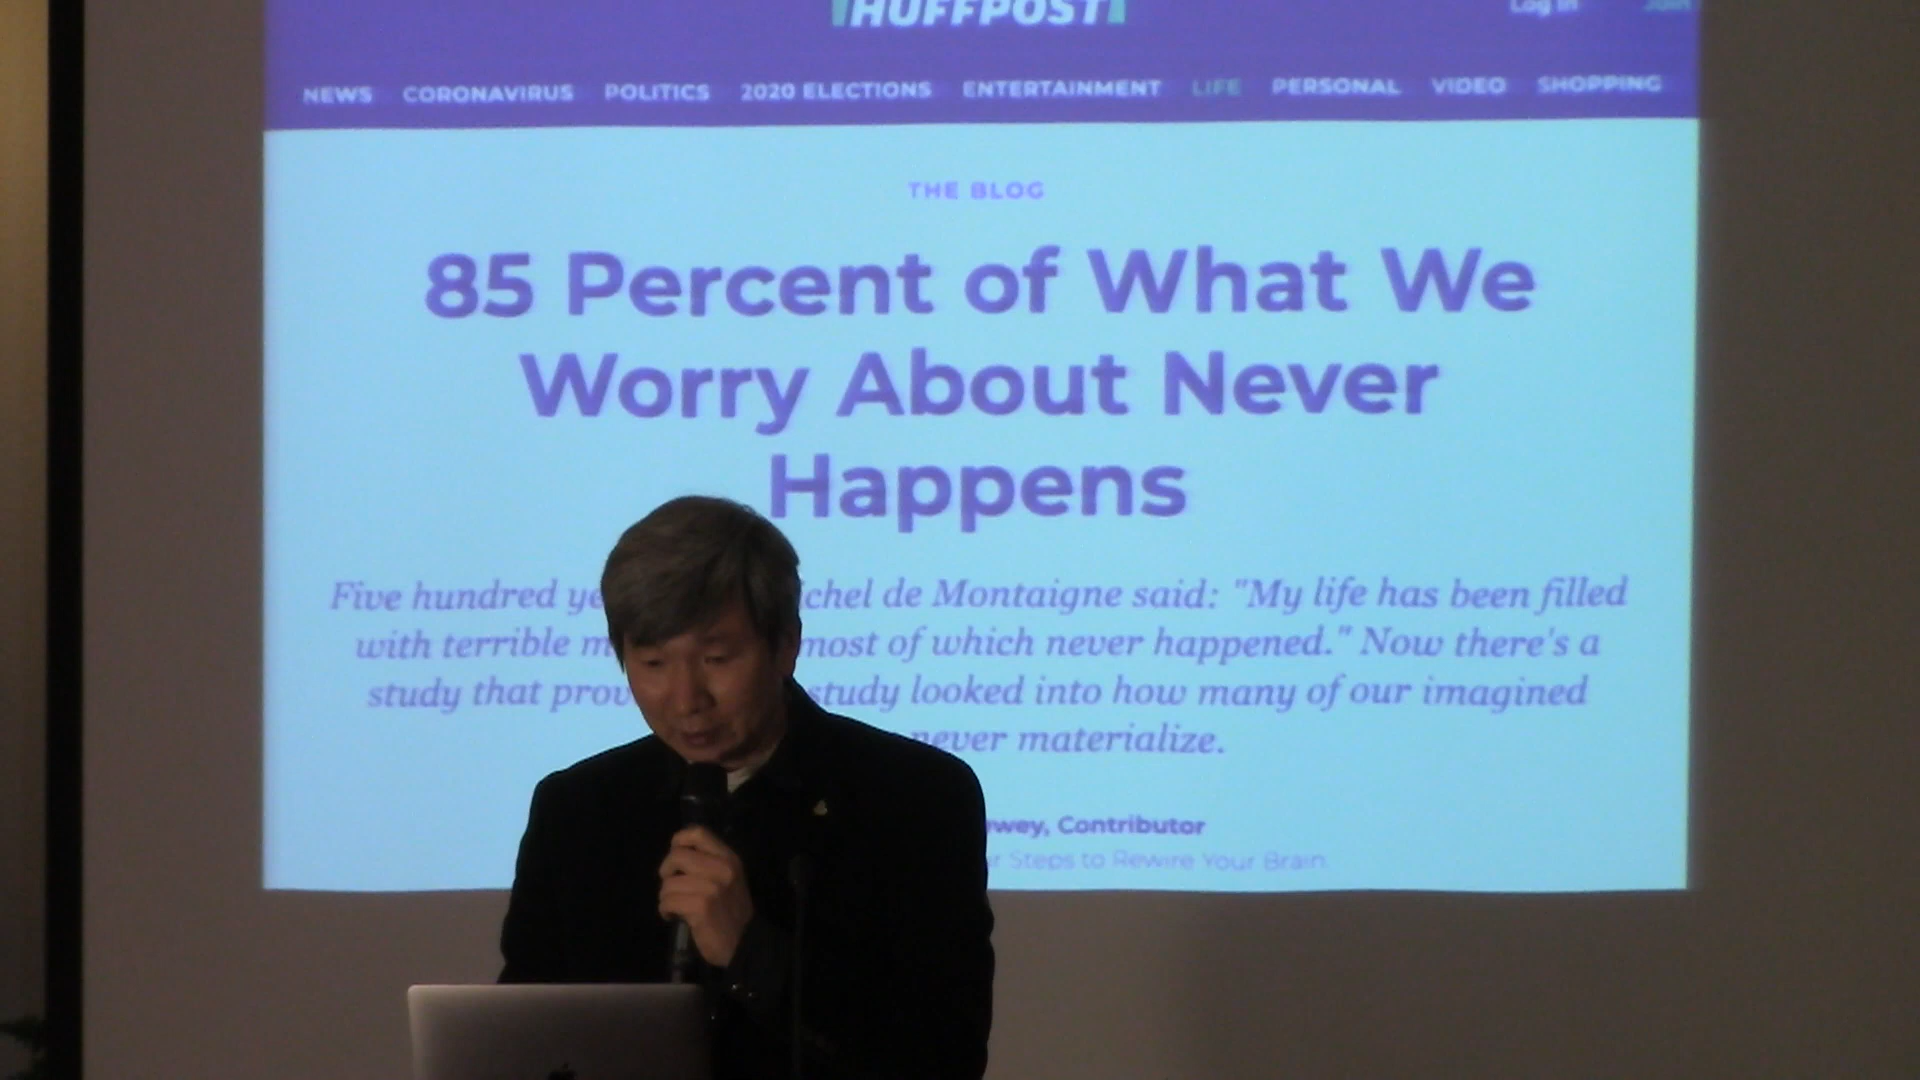 HUFFPOST
Log In Join
NEWS CORONAVIRUS POLITICS 2020 ELECTIONS ENTERTAINMENT LIFE PERSONAL VIDEO SHOPPING
THE BLOG
85 Percent of What We
Worry About Never
Happens
Five hundred chel de Montaigne said: "My life has been filled
with terrible most of which never happened." Now there's a
study that study looked into how many of our imagined
never materialize.
wey, Contributor
Steps to Rewire Your Brain